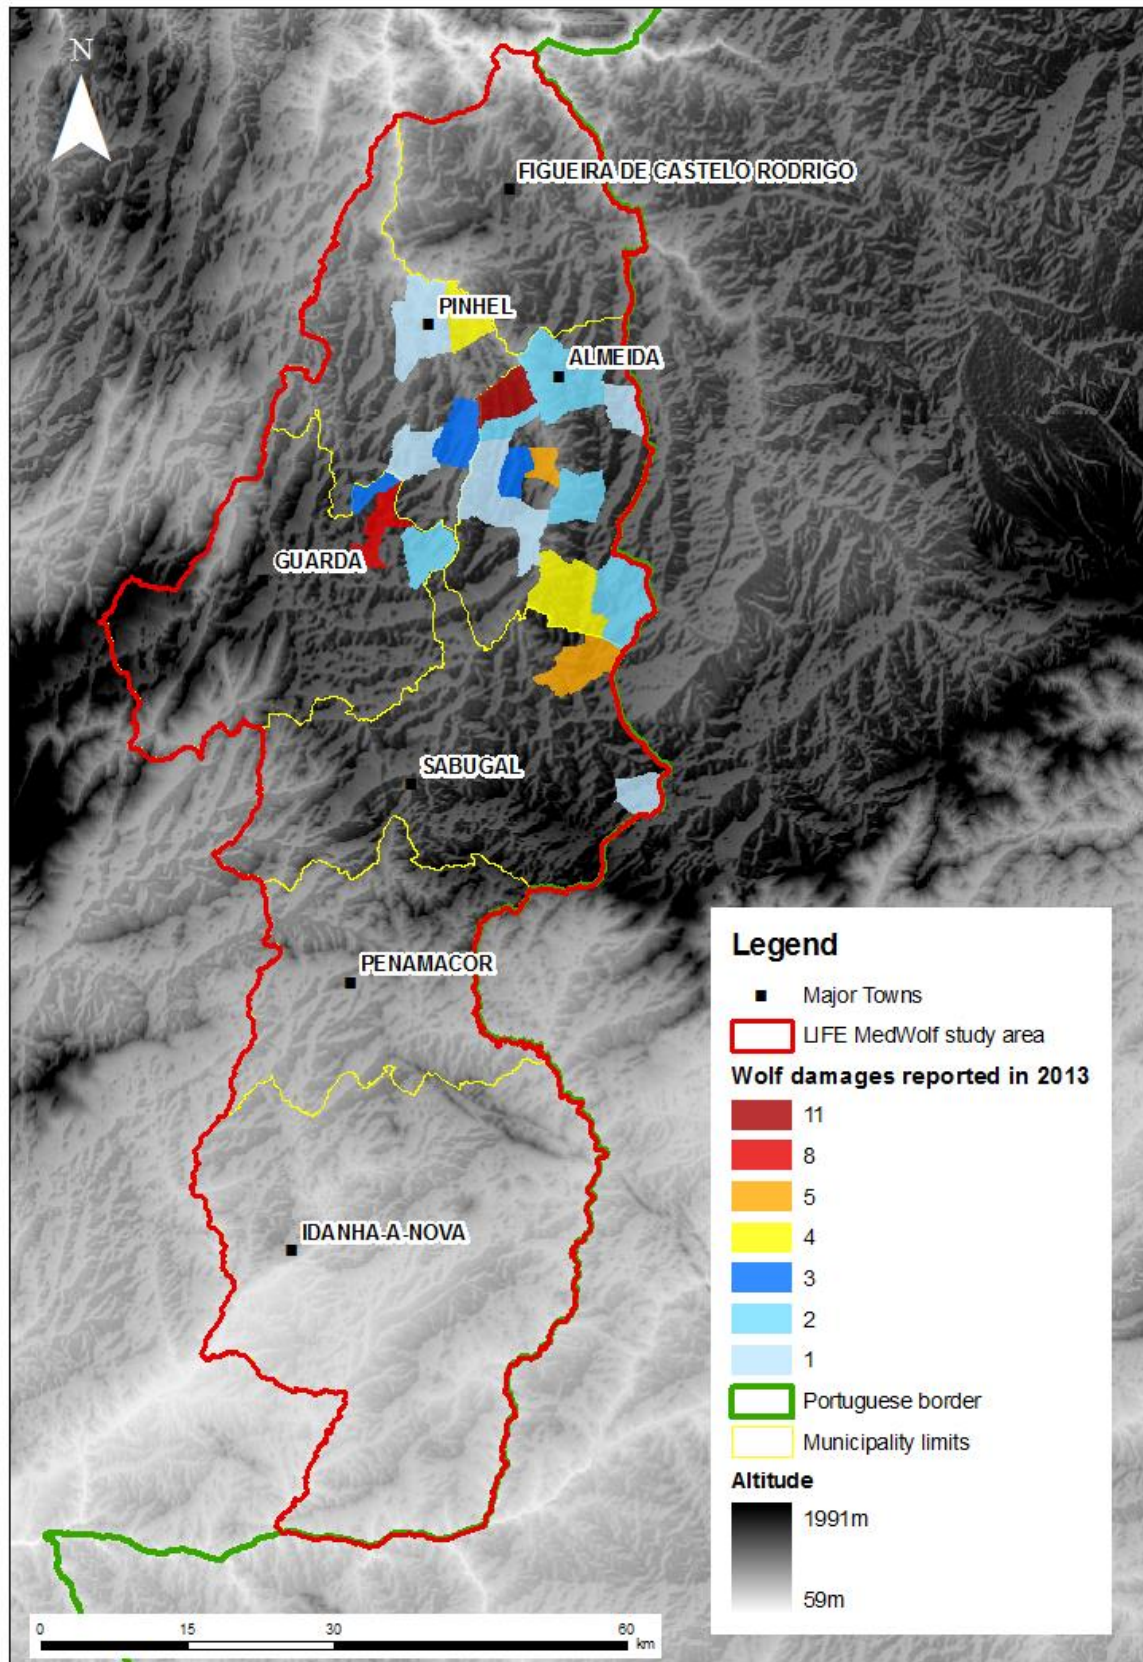 N
FIGUEIRA DE CASTELO RODRIGO
PINHEL
ALMEIDA
GUARDA
SABUGAL
PENAMACOR
IDANHA-A-NOVA
Legend
Major Towns
LIFE MedWolf study area
Wolf damages reported in 2013
11
8
5
4
3
2
1
Portuguese border
Municipality limits
Altitude
1991m
59m
0 15 30 60
km